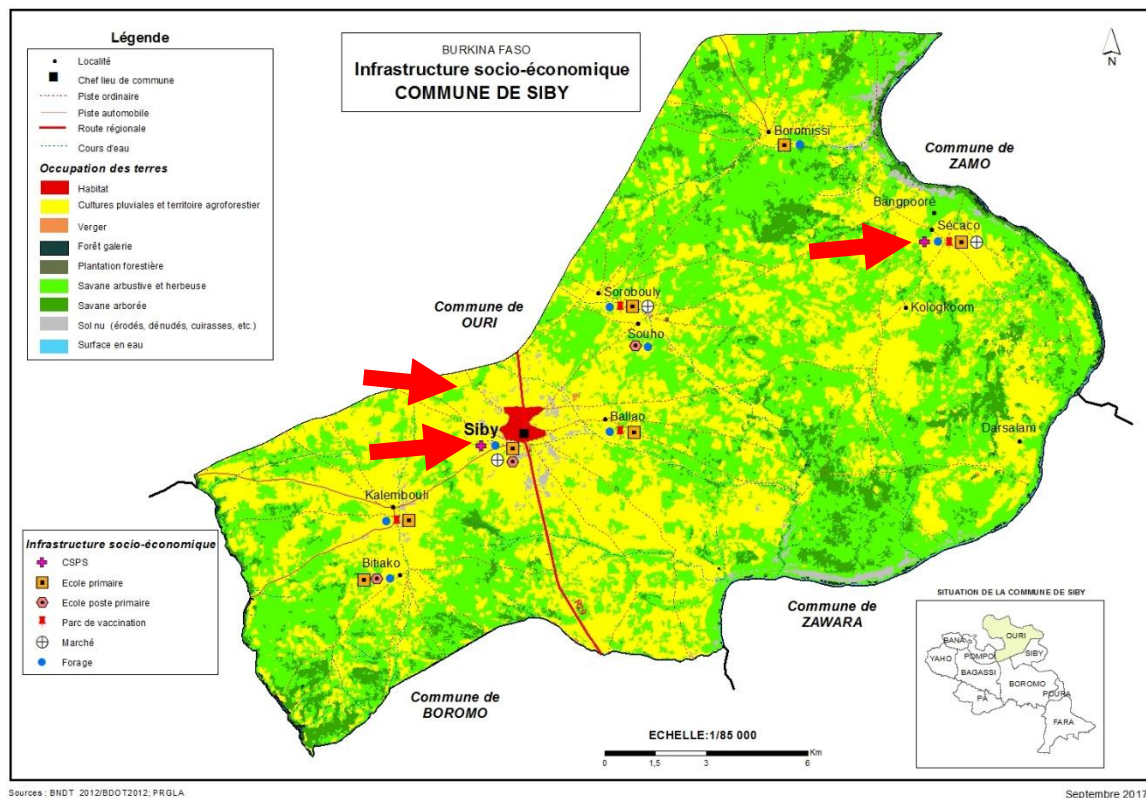 Légende
Localité
Chef lieu de commune
Piste ordinaire
Piste automobile
Route régionale
Cours d'eau
Occupation des terres
Habitat
Cultures pluviales et territoire agroforestier
Verger
Forêt galerie
Plantation forestière
Savane arbustive et herbeuse
Savane arborée
Sol nu (érodés, dénudés, cuirasses, etc.)
Surface en eau
BURKINA FASO
Infrastructure socio-économique
COMMUNE DE SIBY
N
Boromissi
Commune de
ZAMO
Bangpooré
Sécaco
Sorobouly
Kologkoom
Commune de
OURI
Souho
Siby
Ballao
Darsalam
Kalembouli
Bitiako
Infrastructure socio-économique
CSPS
Ecole primaire
Ecole poste primaire
Parc de vaccination
Marché
Forage
Commune de
ZAWARA
Commune de
BOROMO
SITUATION DE LA COMMUNE DE SIBY
OURI
BANA
SIBY
YAHO
POMPO
BAGASSI
BOROMO
PA
POURA
FARA
ECHELLE:1/85 000
Km
0 1,5 3 6
Sources : BNDT 2012/BDOT2012; PRGLA
Septembre 2017